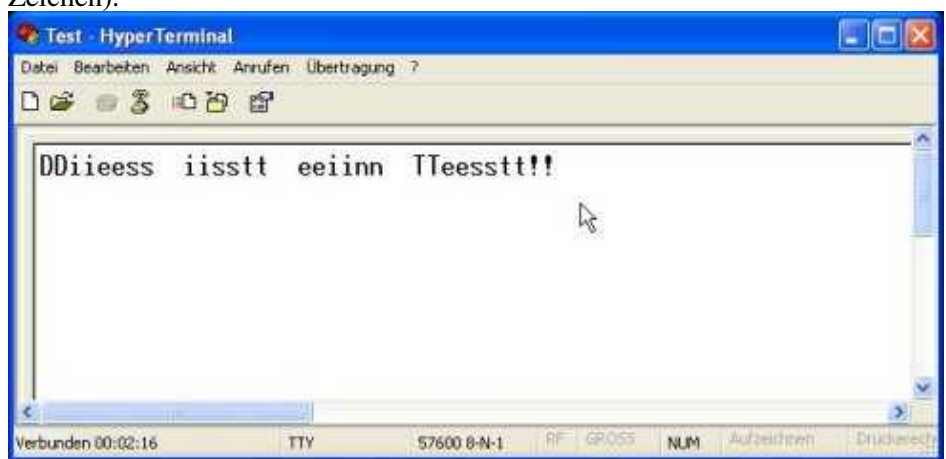 Zeichen).
Test - HyperTerminal
Datei Bearbeiten Ansicht Anrufen Übertragung ?
DDiieess  iisstt  eeiinn  TTeesstt!!
Verbunden 00:02:16 TTY 57600 8-N-1 RF GROSS NUM Aufzeichnen